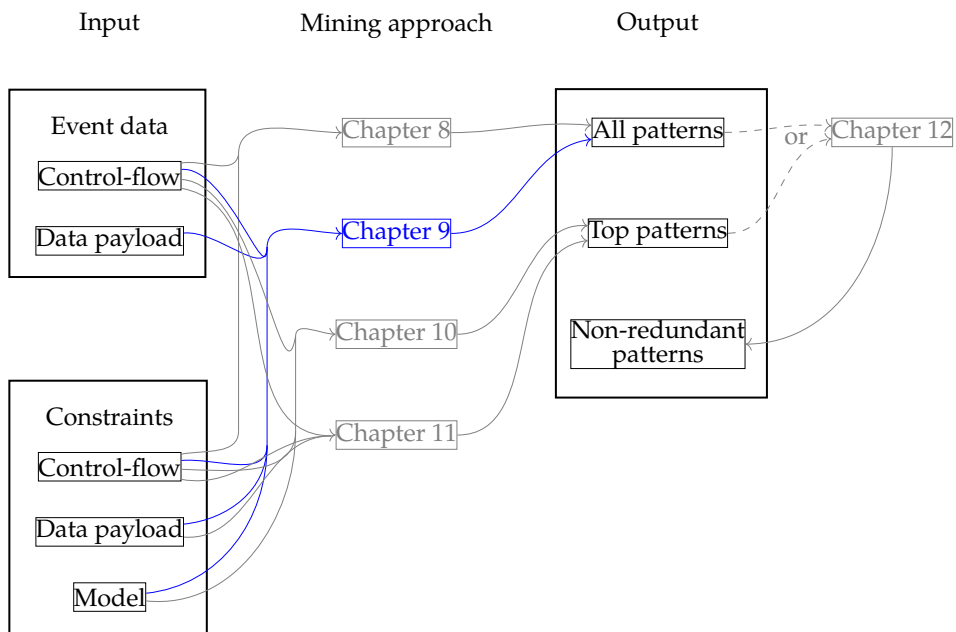 Input
Mining approach
Output
Event data
Control-flow
Data payload
Constraints
Control-flow
Data payload
Model
Chapter 8
Chapter 9
Chapter 10
Chapter 11
All patterns
Top patterns
Non-redundant
patterns
or
Chapter 12